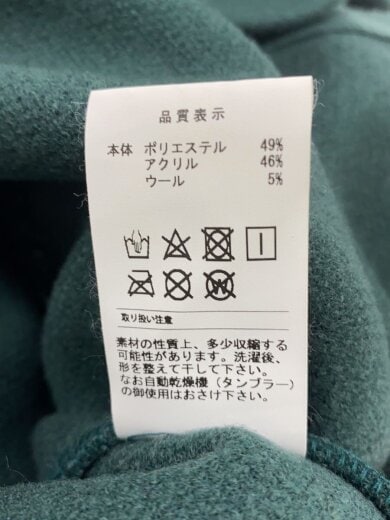 品質表示
本体 ポリエステル 49%
アクリル 46%
ウール 5%
取り扱い注意
素材の性質上、多少収縮する
可能性があります。洗濯後、
形を整えて干して下さい。
なお自動乾燥機（タンブラー）
の御使用はおさけ下さい。